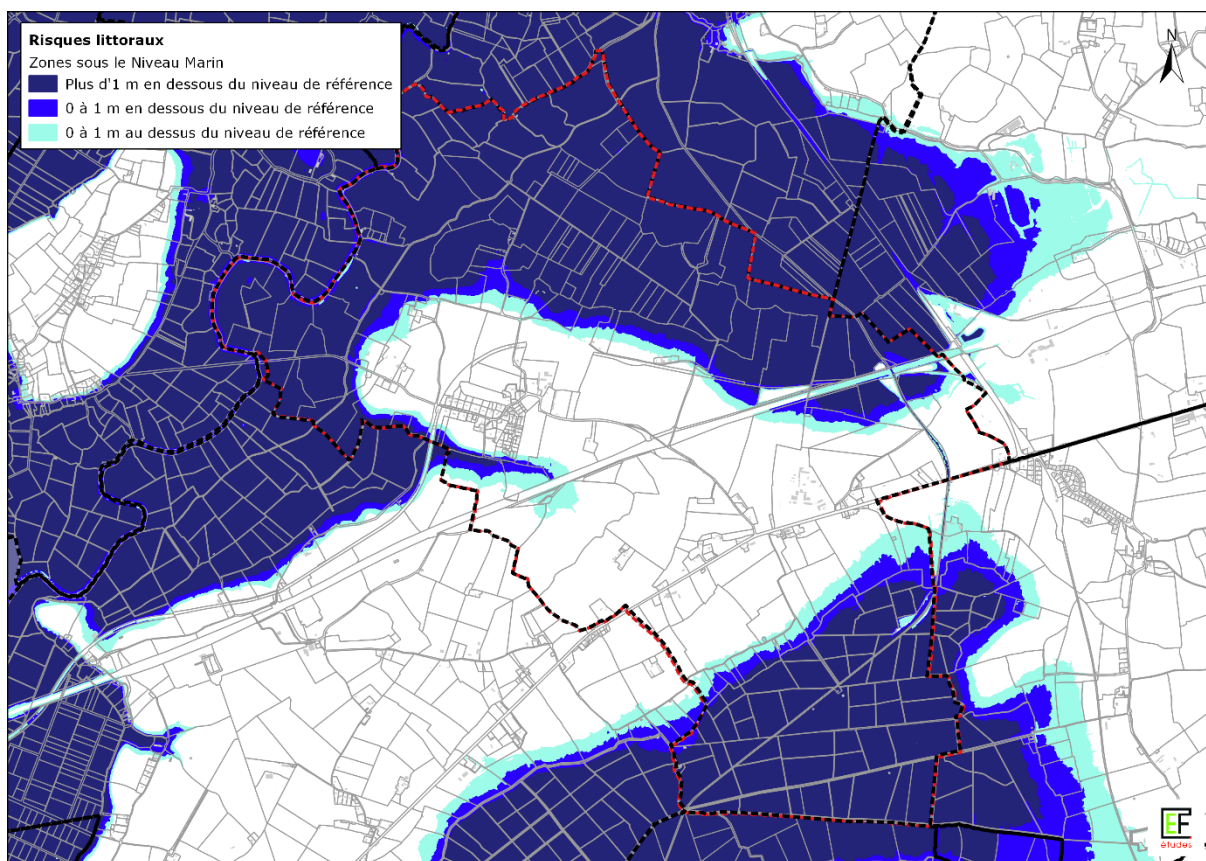 Risques littoraux
Zones sous le Niveau Marin
Plus d'1 m en dessous du niveau de référence
0 à 1 m en dessous du niveau de référence
0 à 1 m au dessus du niveau de référence
N
EF
études